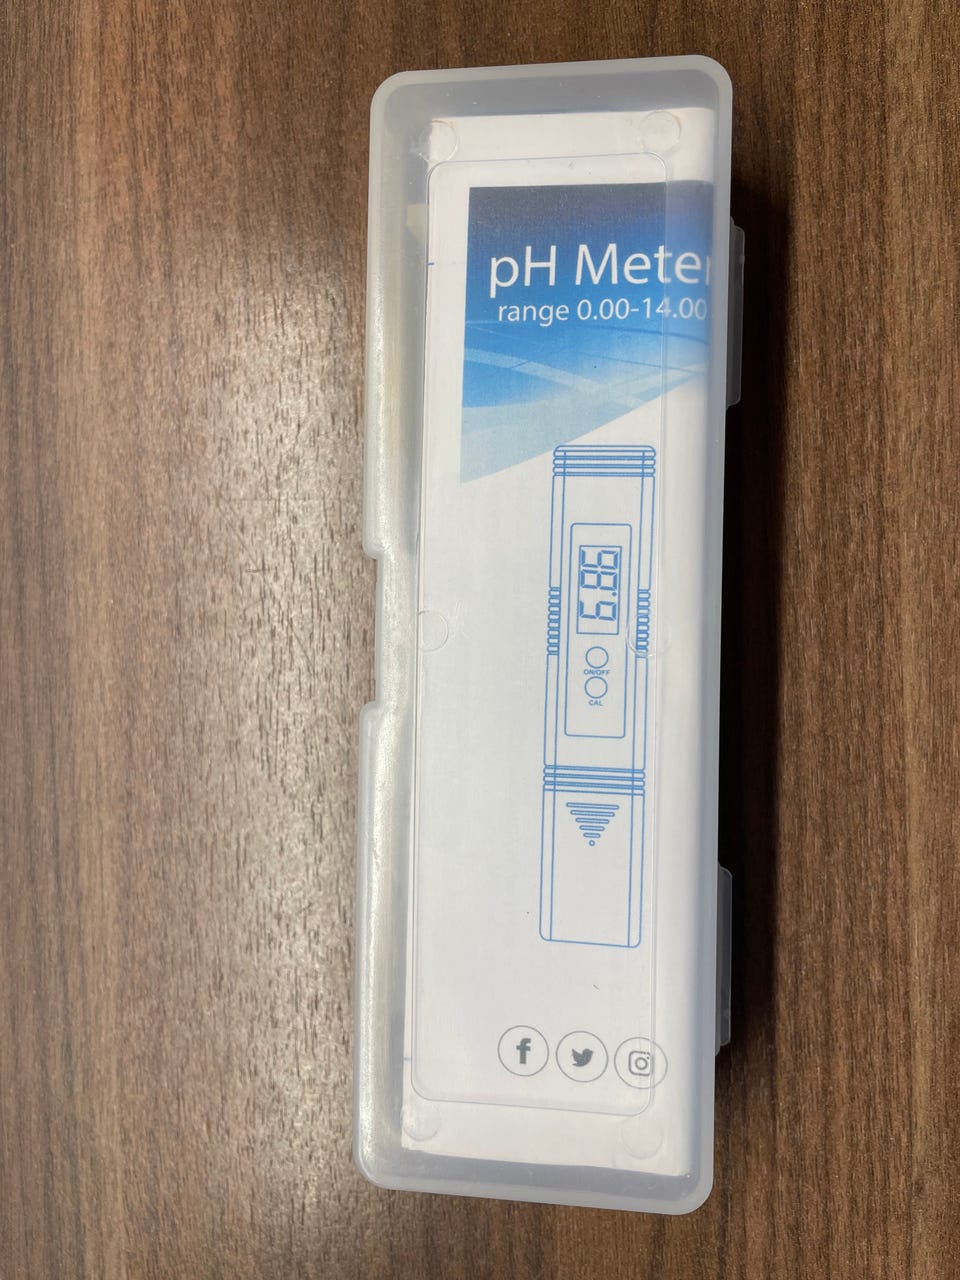 pH Meter
range 0.00-14.00
6.86
ON/OFF
CAL